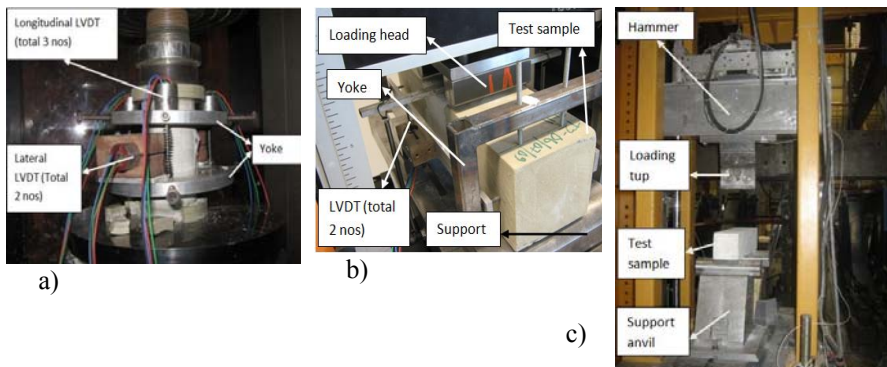 Longitudinal LVDT
(total 3 nos)
Lateral
LVDT (Total
2 nos)
Yoke
a)
Loading head
Test sample
Yoke
LVDT (total
2 nos)
Support
b)
Hammer
Loading
tup
Test
sample
Support
anvil
c)